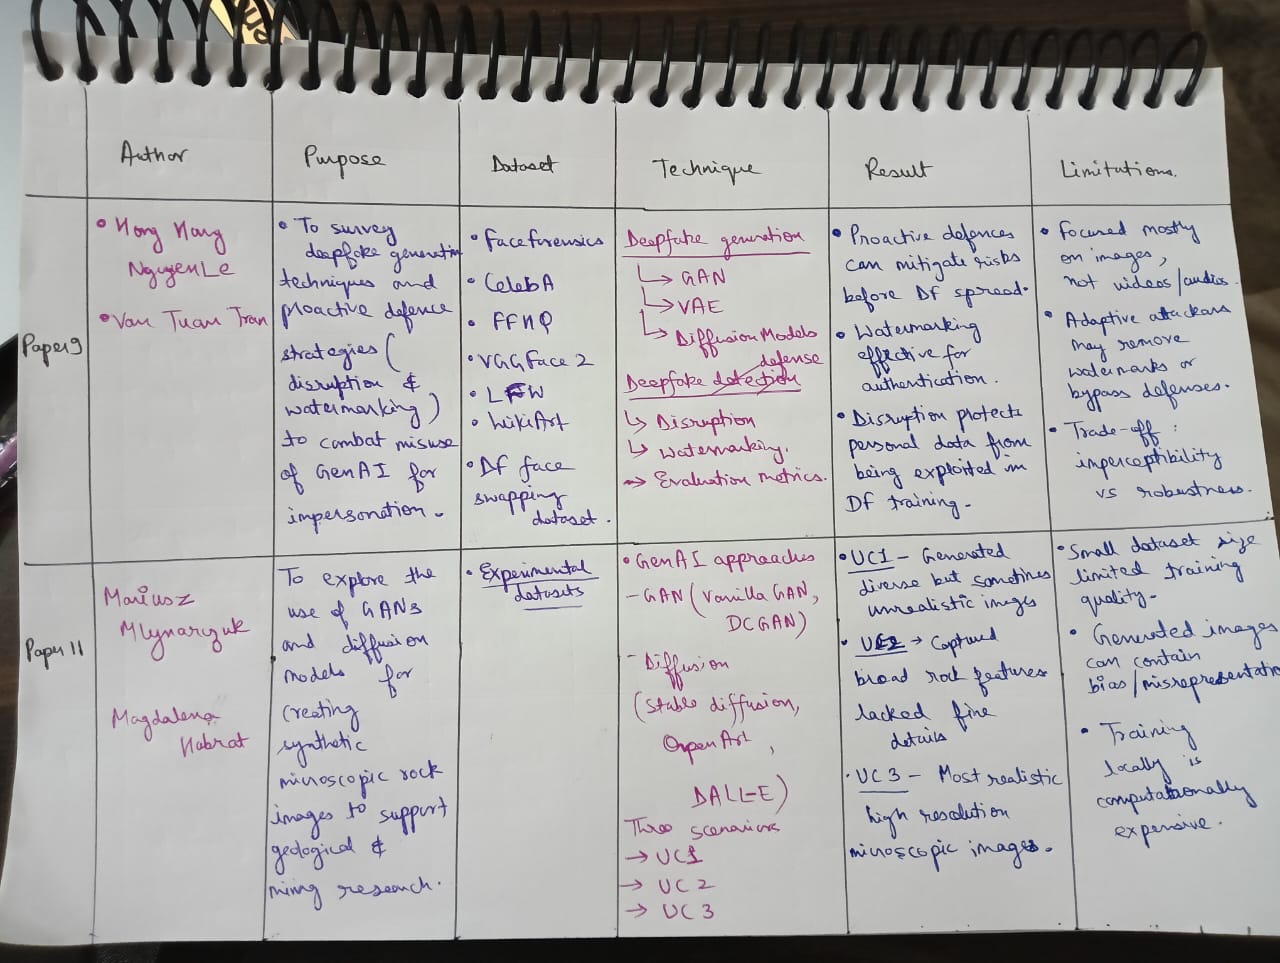 Author
Purpose
Dataset
Technique
Result
Limitations.
Paper 9
• Hong Hang
Nguyen Le
• Van Tuan Tran
• To survey
deepfake generation
techniques and
proactive defence
strategies (
disruption &
watermarking)
to combat misuse
of GenAI for
impersonation.
• Faceforensics
• CelebA
• FFHQ
• VGGFace 2
• LFW
• WikiArt
• Df face
swapping
dataset.
Deepfake generation
↳ GAN
↳ VAE
↳ Diffusion Models
defense
Deepfake detection
↳ Disruption
↳ Watermarking.
→ Evaluation metrics.
• Proactive defences
can mitigate risks
before Df spread.
• Watermarking
effective for
authentication.
• Disruption protects
personal data from
being exploited in
DF training.
• Focused mostly
on images,
not videos/audios.
• Adaptive attackers
may remove
watermarks or
bypass defenses.
• Trade-off :
imperceptibility
vs robustness.
Paper 11
Mariusz
Mlynarczuk
Magdalena
Habrat
To explore the
use of GANs
and diffusion
models for
creating
synthetic
microscopic rock
images to support
geological &
mining research.
• Experimental
datasets
• GenAI approaches
- GAN (Vanilla GAN,
DCGAN)
- Diffusion
(Stable diffusion,
OpenArt,
DALL-E)
Three scenarios
→ UC1
→ UC2
→ UC3
• UC1 - Generated
diverse but sometimes
unrealistic images
• UC2 → Captured
broad rock features
lacked fine
details
• UC3 - Most realistic
high resolution
microscopic images.
• Small dataset size
limited training
quality.
• Generated images
can contain
bias/misrepresentation
• Training
locally is
computationally
expensive.